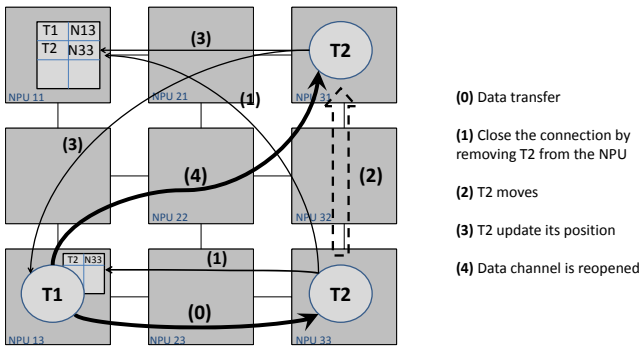 T1 N13
T2 N33
NPU 11
(3)
NPU 21
T2
NPU 31
(1)
(3)
(4)
NPU 22
(2)
NPU 32
T2 N33
T1
NPU 13
(1)
(0)
NPU 23
T2
NPU 33
(0) Data transfer
(1) Close the connection by
removing T2 from the NPU
(2) T2 moves
(3) T2 update its position
(4) Data channel is reopened